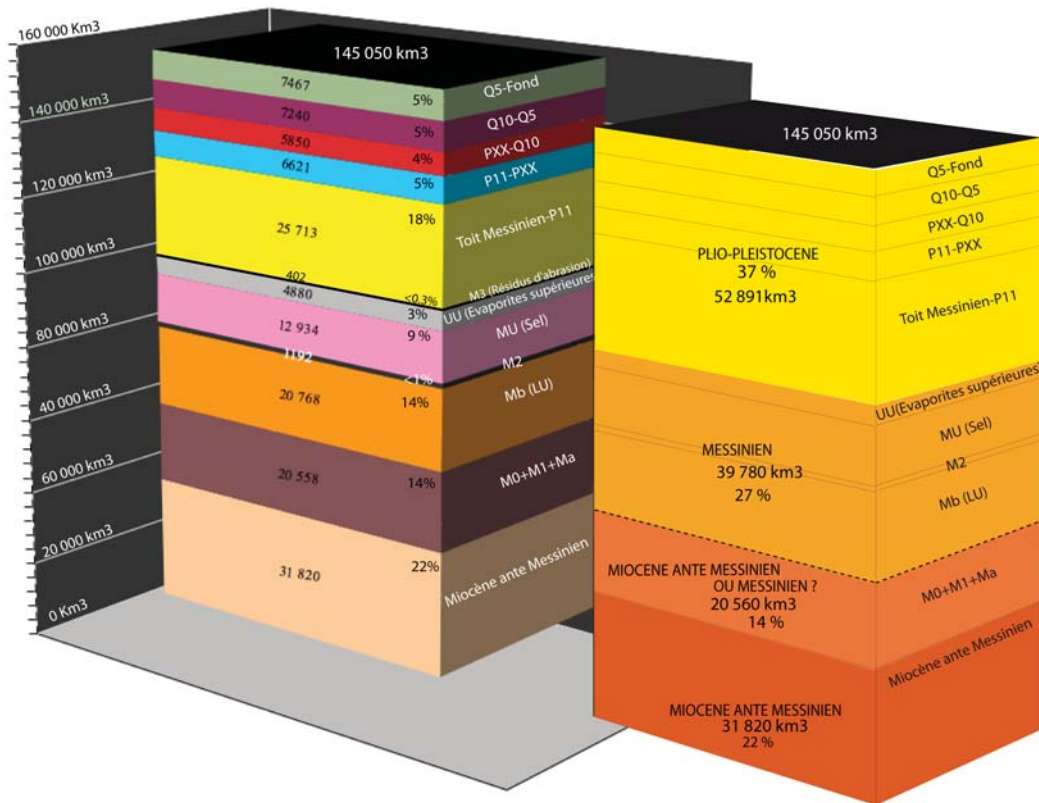 160 000 Km3
140 000 km3
120 000 km3
100 000 km3
80 000 km3
40 000 km3
60 000 km3
20 000 km3
0 Km3
145 050 km3
7467
5%
Q5-Fond
7240
5%
Q10-Q5
5850
4%
PXX-Q10
6621
5%
P11-PXX
25 713
18%
Toit Messinien-P11
402
<0.3%
M3 (Résidus d'abrasion)
4880
3%
UU (Evaporites supérieures)
12 934
9 %
MU (Sel)
1192
<1%
M2
20 768
14%
Mb (LU)
20 558
14%
M0+M1+Ma
31 820
22%
Miocène ante Messinien
145 050 km3
Q5-Fond
Q10-Q5
PXX-Q10
P11-PXX
PLIO-PLEISTOCENE
37 %
52 891km3
Toit Messinien-P11
UU(Evaporites supérieures)
MU (Sel)
MESSINIEN
39 780 km3
27 %
M2
Mb (LU)
MIOCENE ANTE MESSINIEN
OU MESSINIEN ?
20 560 km3
14 %
M0+M1+Ma
Miocène ante Messinien
MIOCENE ANTE MESSINIEN
31 820 km3
22 %